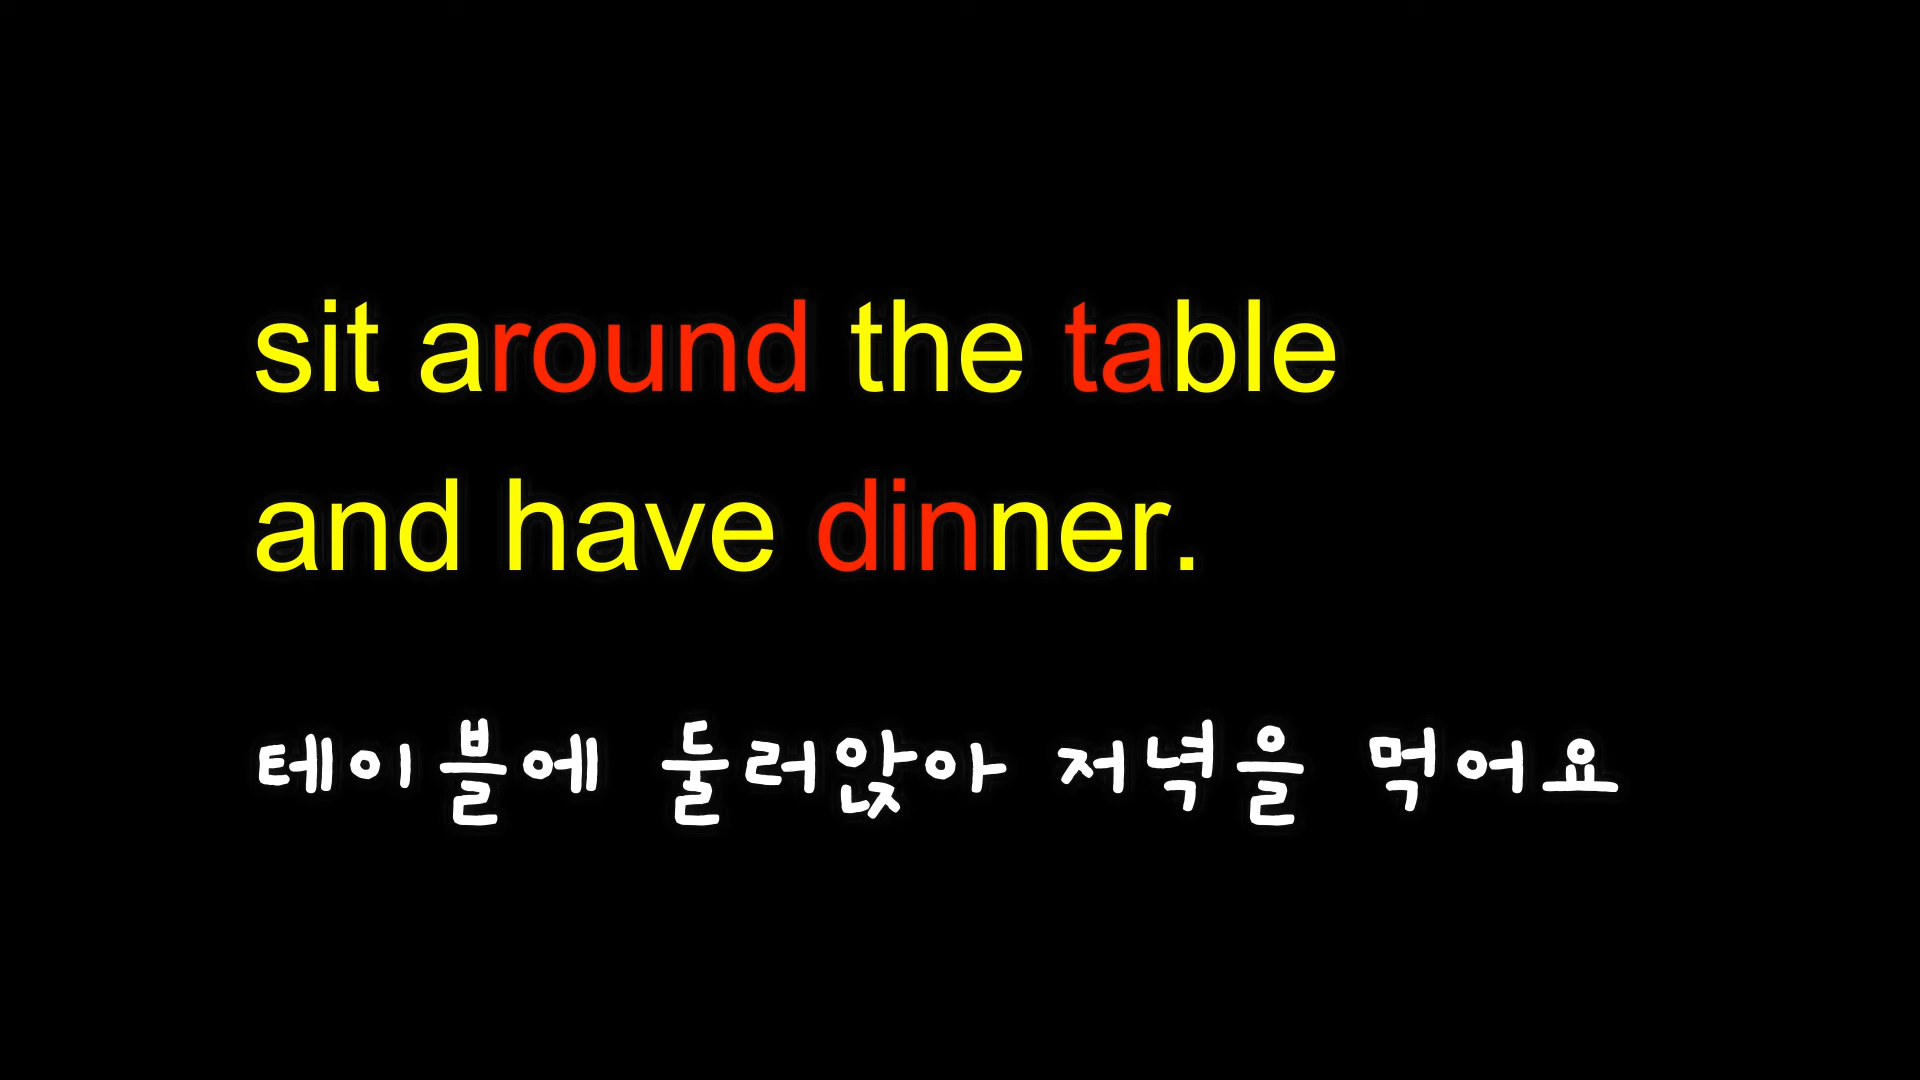 sit around the table
and have dinner.
테이블에 둘러앉아 저녁을 먹어요